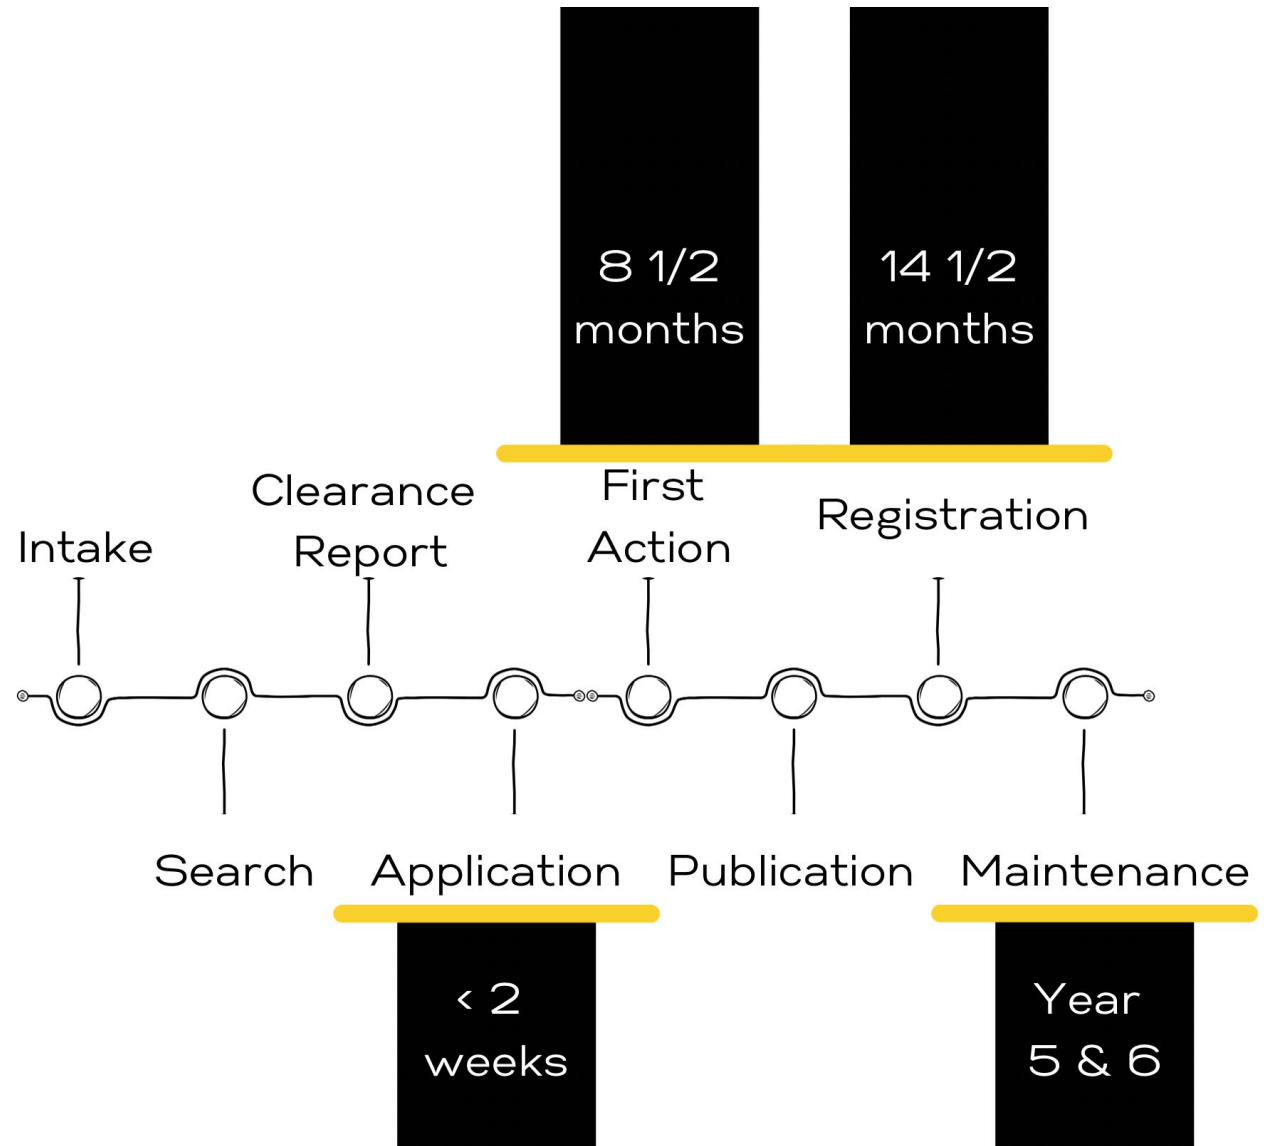 8 1/2
months
14 1/2
months
Clearance
Report
First
Action
Registration
Intake
Search
Application
Publication
Maintenance
< 2
weeks
Year
5 & 6